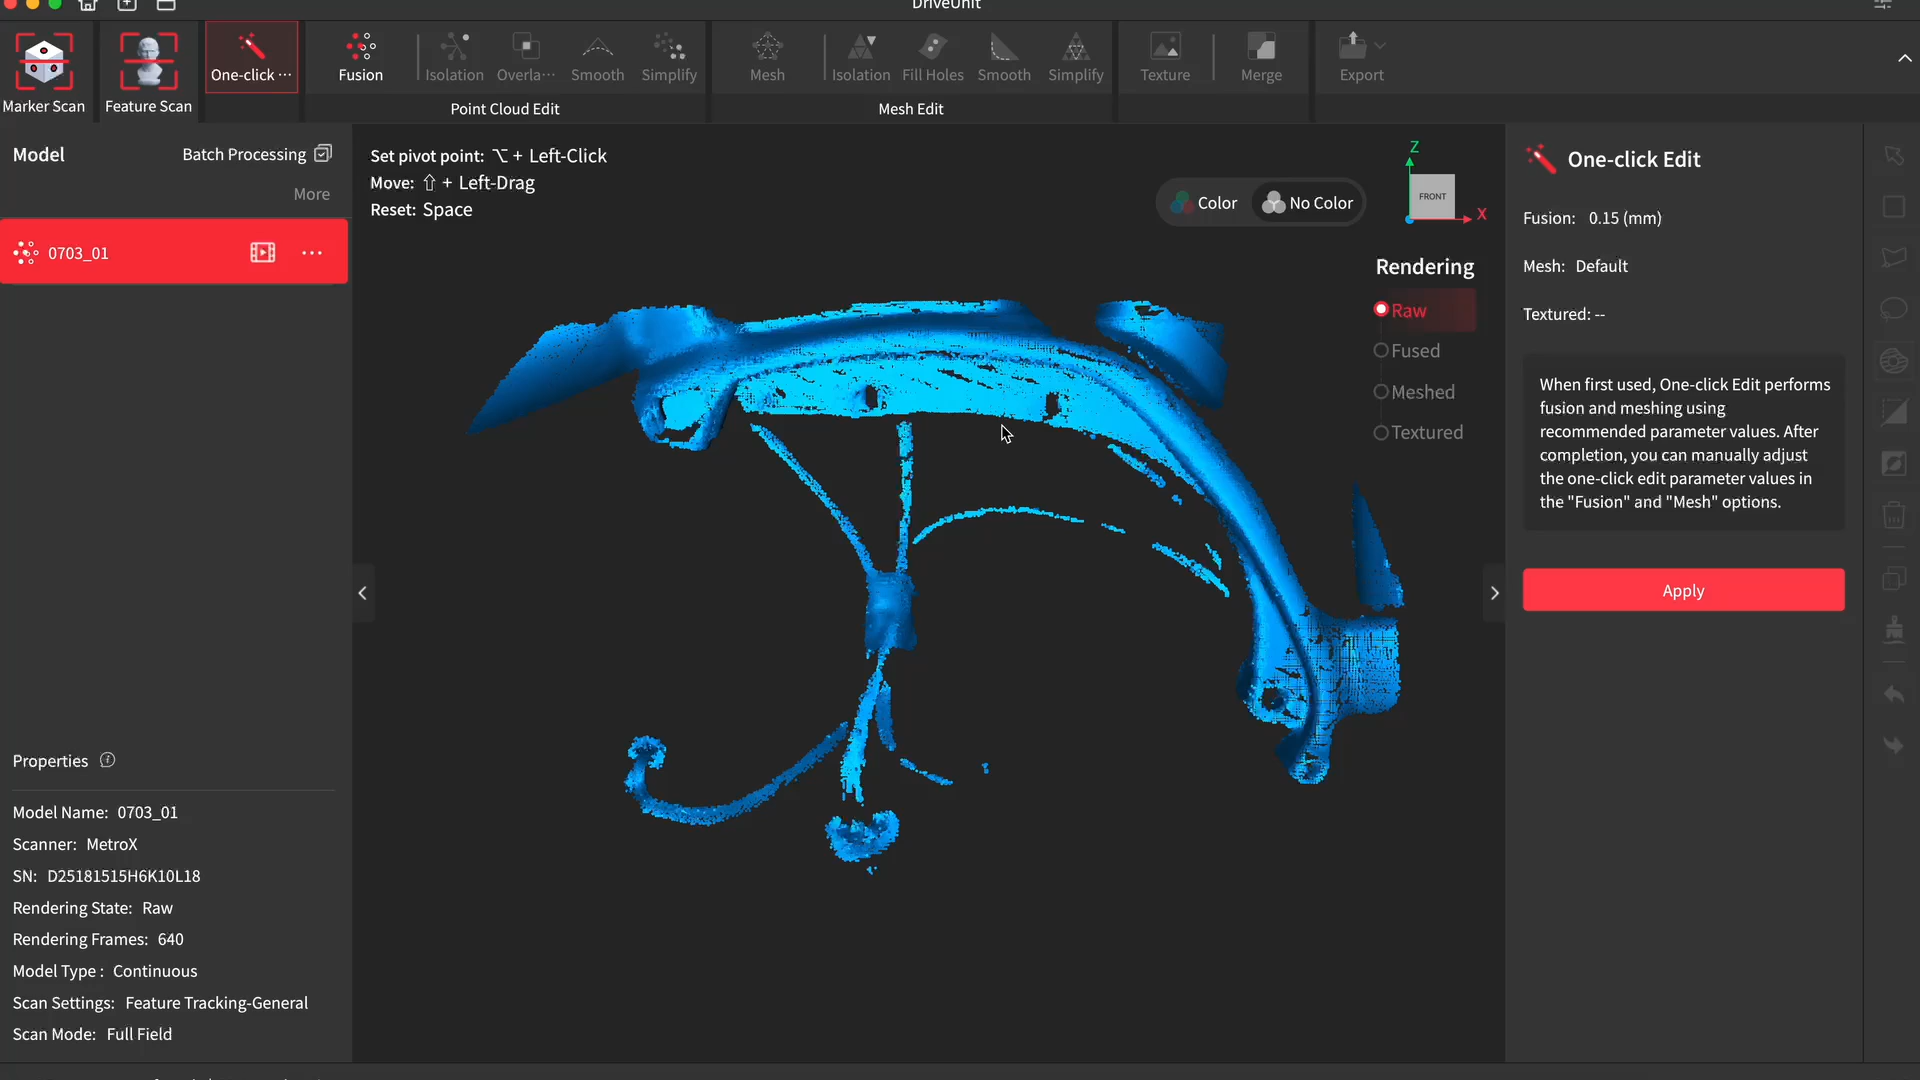 DriveUnit
One-click ···
Fusion
Isolation
Overla···
Smooth
Simplify
Mesh
Isolation
Fill Holes
Smooth
Simplify
Texture
Merge
Export
Marker Scan
Feature Scan
Point Cloud Edit
Mesh Edit
Model
Batch Processing
More
0703_01
Set pivot point: ⌥ + Left-Click
Move: ⇧ + Left-Drag
Reset: Space
Color
No Color
Z
FRONT
X
Rendering
Raw
Fused
Meshed
Textured
One-click Edit
Fusion: 0.15 (mm)
Mesh: Default
Textured: --
When first used, One-click Edit performs
fusion and meshing using
recommended parameter values. After
completion, you can manually adjust
the one-click edit parameter values in
the "Fusion" and "Mesh" options.
Apply
Properties
Model Name: 0703_01
Scanner: MetroX
SN: D25181515H6K10L18
Rendering State: Raw
Rendering Frames: 640
Model Type : Continuous
Scan Settings: Feature Tracking-General
Scan Mode: Full Field